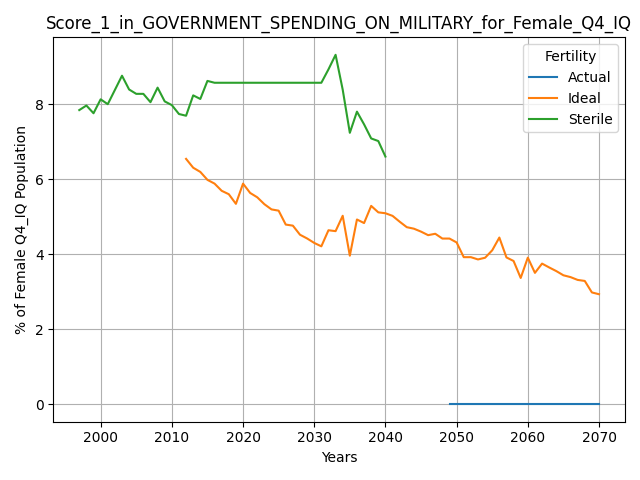 Score_1_in_GOVERNMENT_SPENDING_ON_MILITARY_for_Female_Q4_IQ
Fertility
Actual
Ideal
Sterile
% of Female Q4_IQ Population
8
6
4
2
0
2000 2010 2020 2030 2040 2050 2060 2070
Years